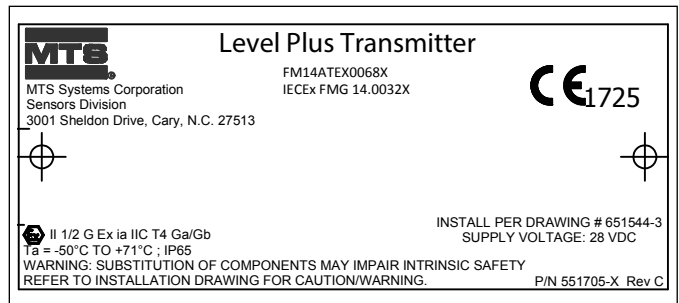 MTS
Level Plus Transmitter
FM14ATEX0068X
IECEx FMG 14.0032X
MTS Systems Corporation
Sensors Division
3001 Sheldon Drive, Cary, N.C. 27513
CE 1725
Ex II 1/2 G Ex ia IIC T4 Ga/Gb
Ta = -50°C TO +71°C ; IP65
INSTALL PER DRAWING # 651544-3
SUPPLY VOLTAGE: 28 VDC
WARNING: SUBSTITUTION OF COMPONENTS MAY IMPAIR INTRINSIC SAFETY
REFER TO INSTALLATION DRAWING FOR CAUTION/WARNING.
P/N 551705-X Rev C